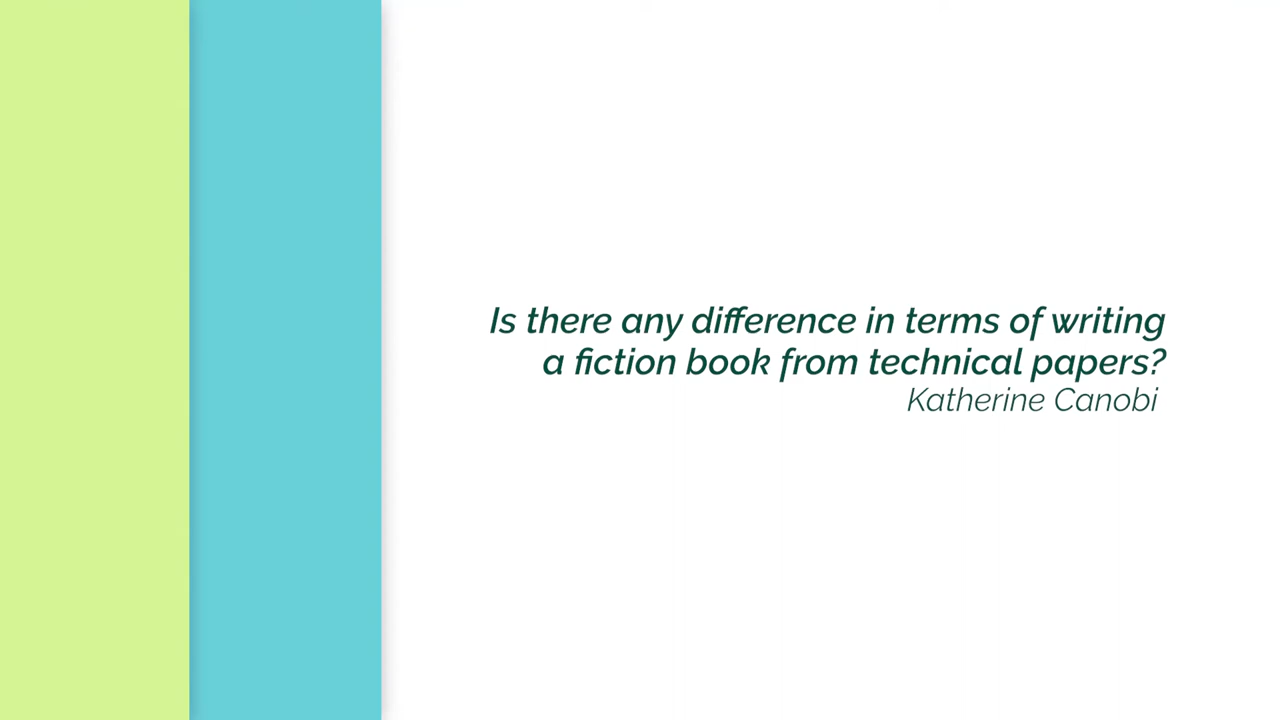 Is there any difference in terms of writing
a fiction book from technical papers?
Katherine Canobi